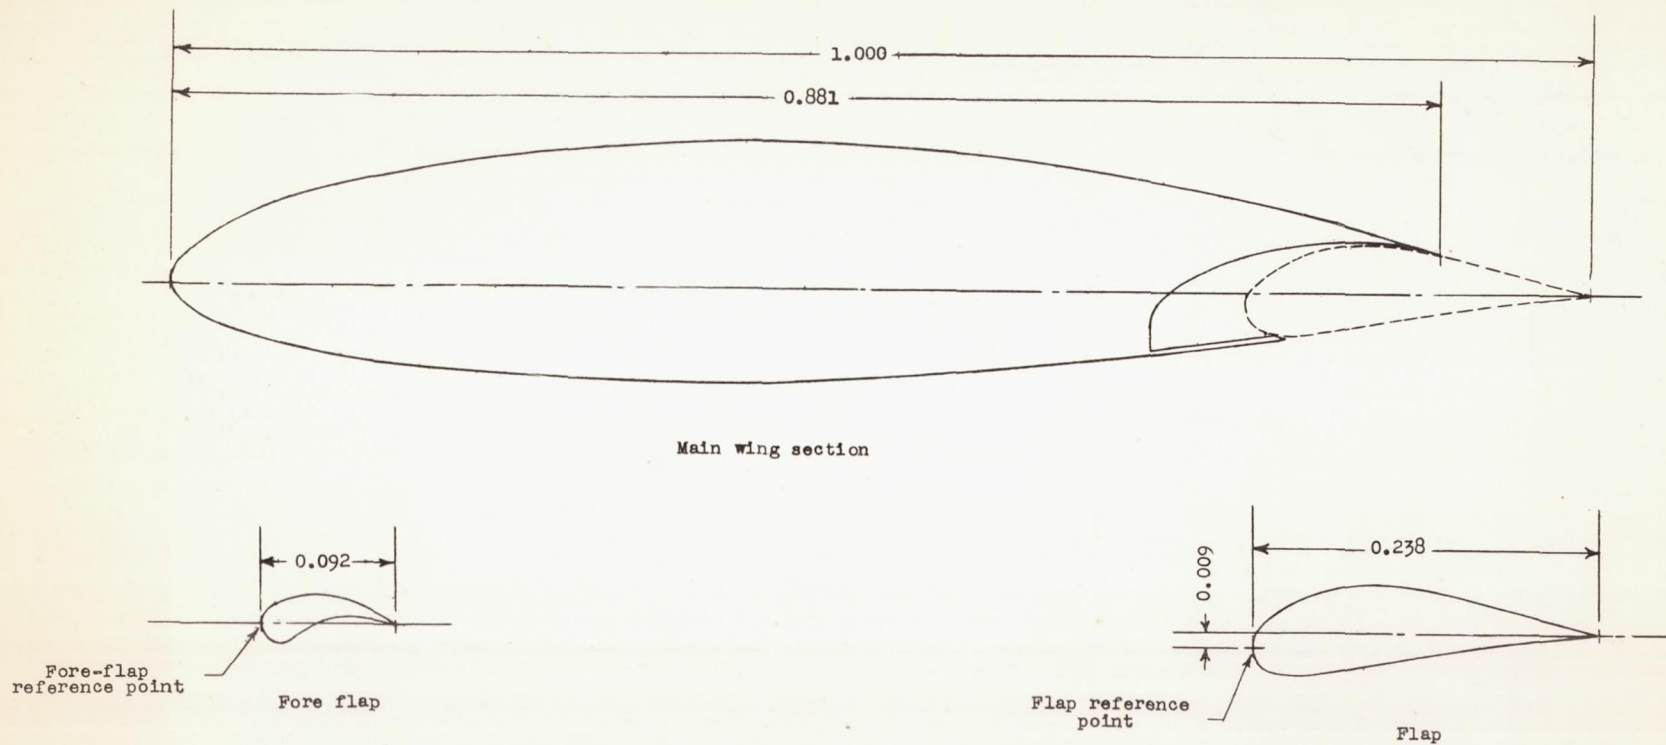 1.000
0.881
Main wing section
0.092
Fore-flap
reference point
Fore flap
0.009
0.238
Flap reference
point
Flap